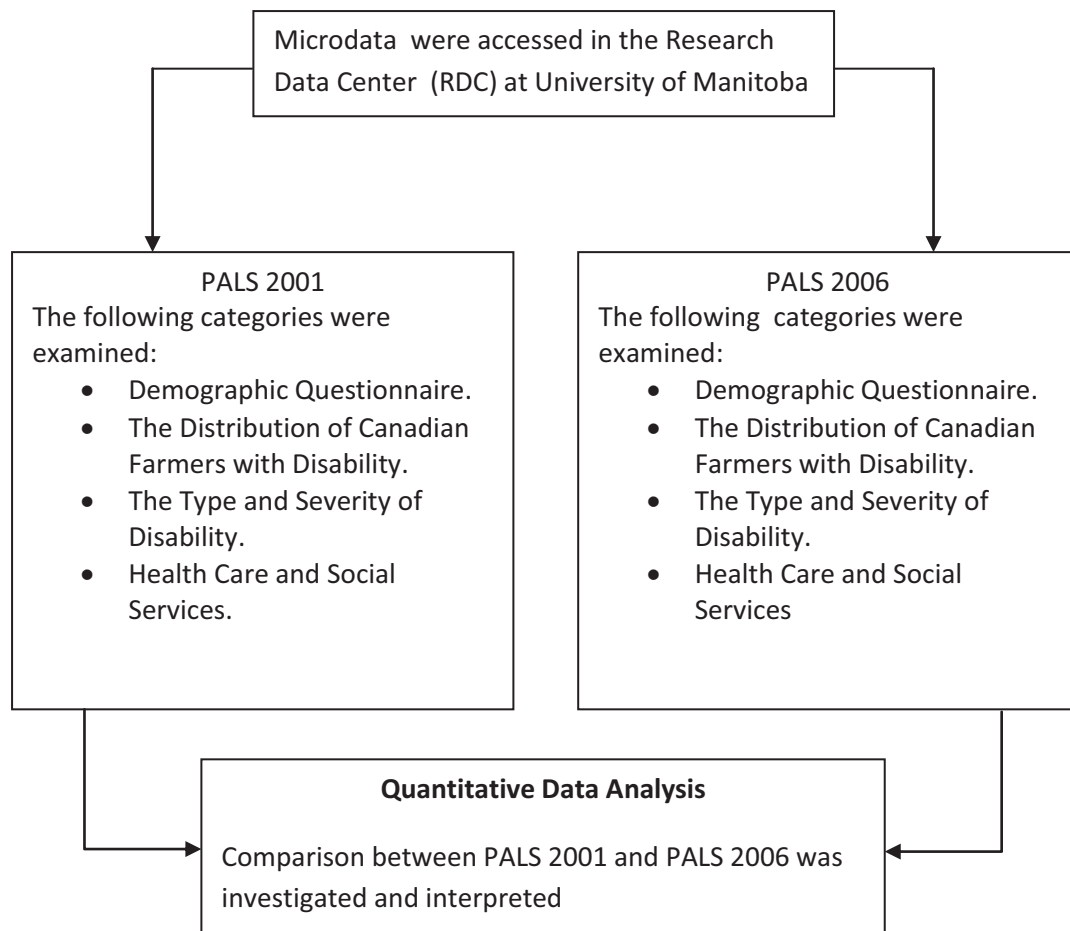 Microdata were accessed in the Research
Data Center (RDC) at University of Manitoba
PALS 2001
The following categories were
examined:
• Demographic Questionnaire.
• The Distribution of Canadian
Farmers with Disability.
• The Type and Severity of
Disability.
• Health Care and Social
Services.
PALS 2006
The following categories were
examined:
• Demographic Questionnaire.
• The Distribution of Canadian
Farmers with Disability.
• The Type and Severity of
Disability.
• Health Care and Social
Services
Quantitative Data Analysis
Comparison between PALS 2001 and PALS 2006 was
investigated and interpreted